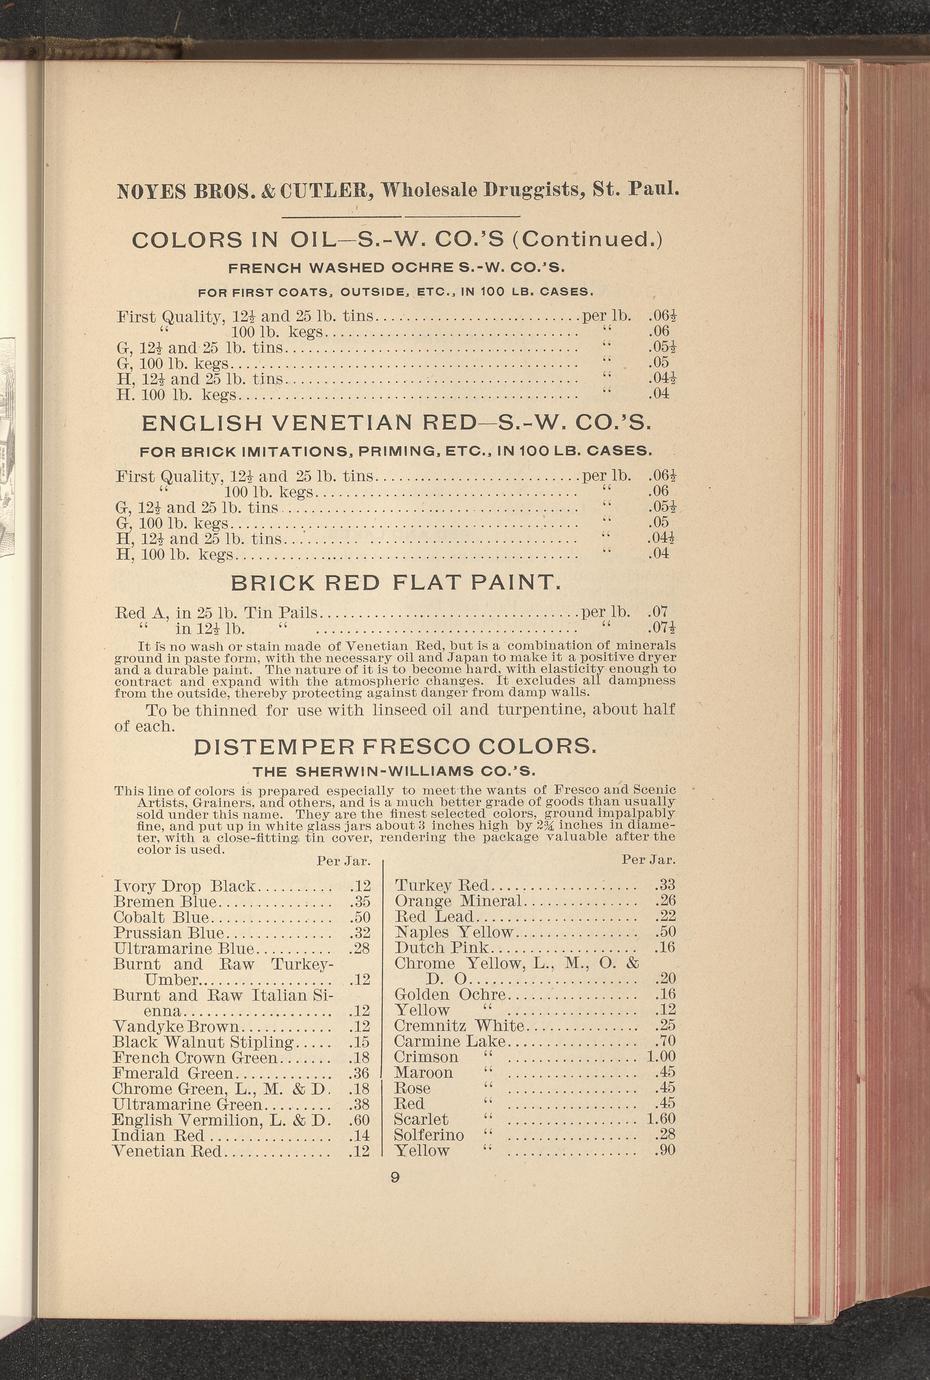 NOYES BROS. & CUTLER, Wholesale Druggists, St. Paul.
COLORS IN OIL—S.-W. CO.'S (Continued.)
FRENCH WASHED OCHRE S.-W. CO.'S.
FOR FIRST COATS, OUTSIDE, ETC., IN 100 LB. CASES.
First Quality, 12½ and 25 lb. tins..........................per lb. .06½
“ 100 lb. kegs................................. “ .06
G, 12½ and 25 lb. tins...................................... “ .05½
G, 100 lb. kegs............................................. “ .05
H, 12½ and 25 lb. tins...................................... “ .04½
H. 100 lb. kegs............................................ “ .04
ENGLISH VENETIAN RED—S.-W. CO.'S.
FOR BRICK IMITATIONS, PRIMING, ETC., IN 100 LB. CASES.
First Quality, 12½ and 25 lb. tins..........................per lb. .06½
“ 100 lb. kegs.................................. “ .06
G, 12½ and 25 lb. tins ...................................... “ .05½
G, 100 lb. kegs............................................. “ .05
H, 12½ and 25 lb. tins...................................... “ .04½
H, 100 lb. kegs............................................ “ .04
BRICK RED FLAT PAINT.
Red A, in 25 lb. Tin Pails.................................per lb. .07
“ in 12½ lb. “ .................................. “ .07½
It is no wash or stain made of Venetian Red, but is a combination of minerals
ground in paste form, with the necessary oil and Japan to make it a positive dryer
and a durable paint. The nature of it is to become hard, with elasticity enough to
contract and expand with the atmospheric changes. It excludes all dampness
from the outside, thereby protecting against danger from damp walls.
To be thinned for use with linseed oil and turpentine, about half
of each.
DISTEMPER FRESCO COLORS.
THE SHERWIN-WILLIAMS CO.'S.
This line of colors is prepared especially to meet the wants of Fresco and Scenic
Artists, Grainers, and others, and is a much better grade of goods than usually
sold under this name. They are the finest selected colors, ground impalpably
fine, and put up in white glass jars about 3 inches high by 2¾ inches in diame-
ter, with a close-fitting tin cover, rendering the package valuable after the
color is used.
Per Jar.
Ivory Drop Black.......... .12
Bremen Blue............... .35
Cobalt Blue................ .50
Prussian Blue.............. .32
Ultramarine Blue.......... .28
Burnt and Raw Turkey-
Umber.................. .12
Burnt and Raw Italian Si-
enna.................... .12
Vandyke Brown............ .12
Black Walnut Stipling..... .15
French Crown Green....... .18
Emerald Green............. .36
Chrome Green, L., M. & D. .18
Ultramarine Green......... .38
English Vermilion, L. & D. .60
Indian Red ................ .14
Venetian Red.............. .12
Per Jar.
Turkey Red................... .33
Orange Mineral............... .26
Red Lead..................... .22
Naples Yellow................ .50
Dutch Pink................... .16
Chrome Yellow, L., M., O. &
D. O...................... .20
Golden Ochre................. .16
Yellow “ ................. .12
Cremnitz White............... .25
Carmine Lake................. .70
Crimson “ ................. 1.00
Maroon “ ................. .45
Rose “ ................. .45
Red “ ................. .45
Scarlet “ ................. 1.60
Solferino “ ................. .28
Yellow “ ................. .90
9